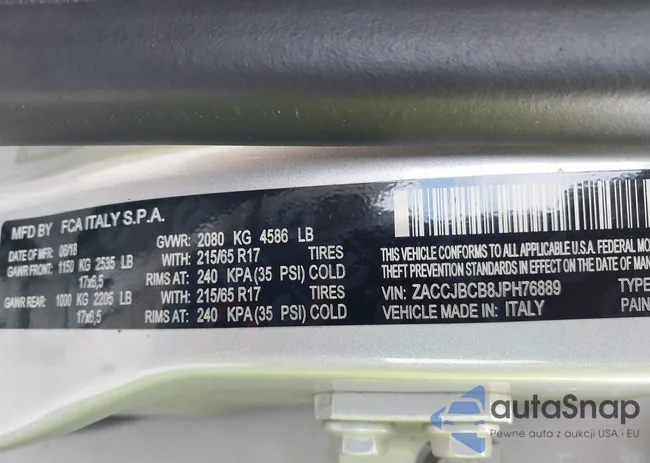 MFD BY FCA ITALY S.P.A.
DATE OF MFD: 06/18 GVWR: 2080 KG 4586 LB
GAWR FRONT: 1150 KG 2535 LB WITH 215/65 R17 TIRES
17x6,5 RIMS AT: 240 KPA (35 PSI) COLD
GAWR REAR: 1000 KG 2205 LB WITH 215/65 R17 TIRES
17x6,5 RIMS AT: 240 KPA (35 PSI) COLD
THIS VEHICLE CONFORMS TO ALL APPLICABLE U.S.A. FEDERAL
BUMPER AND THEFT PREVENTION STANDARDS IN EFFECT ON THE DATE OF MAN
VIN: ZACCJBCB8JPH76889 TYPE
VEHICLE MADE IN ITALY PAIN
autaSnap
Pewne auta z aukcji USA i EU